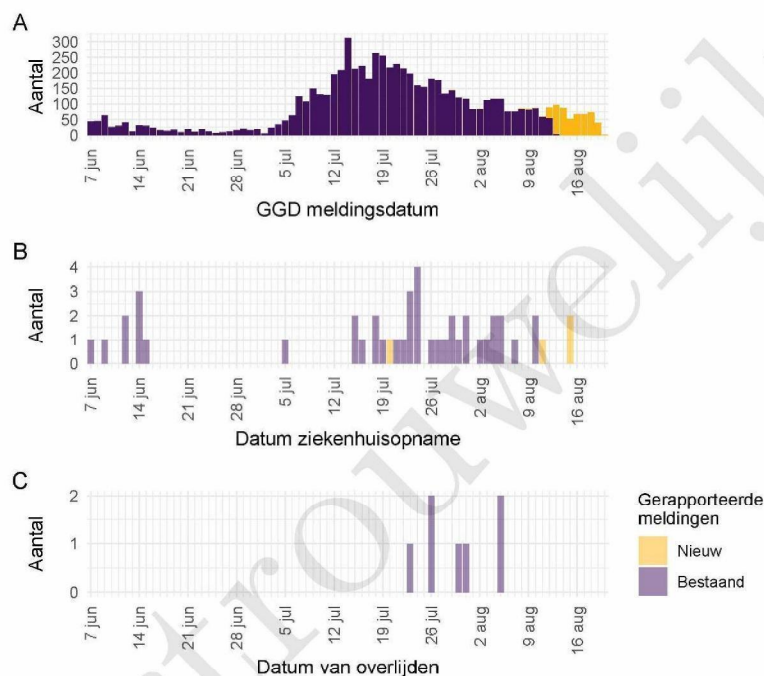 A
Aantal
300
250
200
150
100
50
0
7 jun
14 jun
21 jun
28 jun
5 jul
12 jul
19 jul
26 jul
2 aug
9 aug
16 aug
GGD meldingsdatum
B
Aantal
4
3
2
1
0
7 jun
14 jun
21 jun
28 jun
5 jul
12 jul
19 jul
26 jul
2 aug
9 aug
16 aug
Datum ziekenhuisopname
C
Aantal
2
1
0
7 jun
14 jun
21 jun
28 jun
5 jul
12 jul
19 jul
26 jul
2 aug
9 aug
16 aug
Datum van overlijden
Gerapporteerde
meldingen
Nieuw
Bestaand
trouwelijk